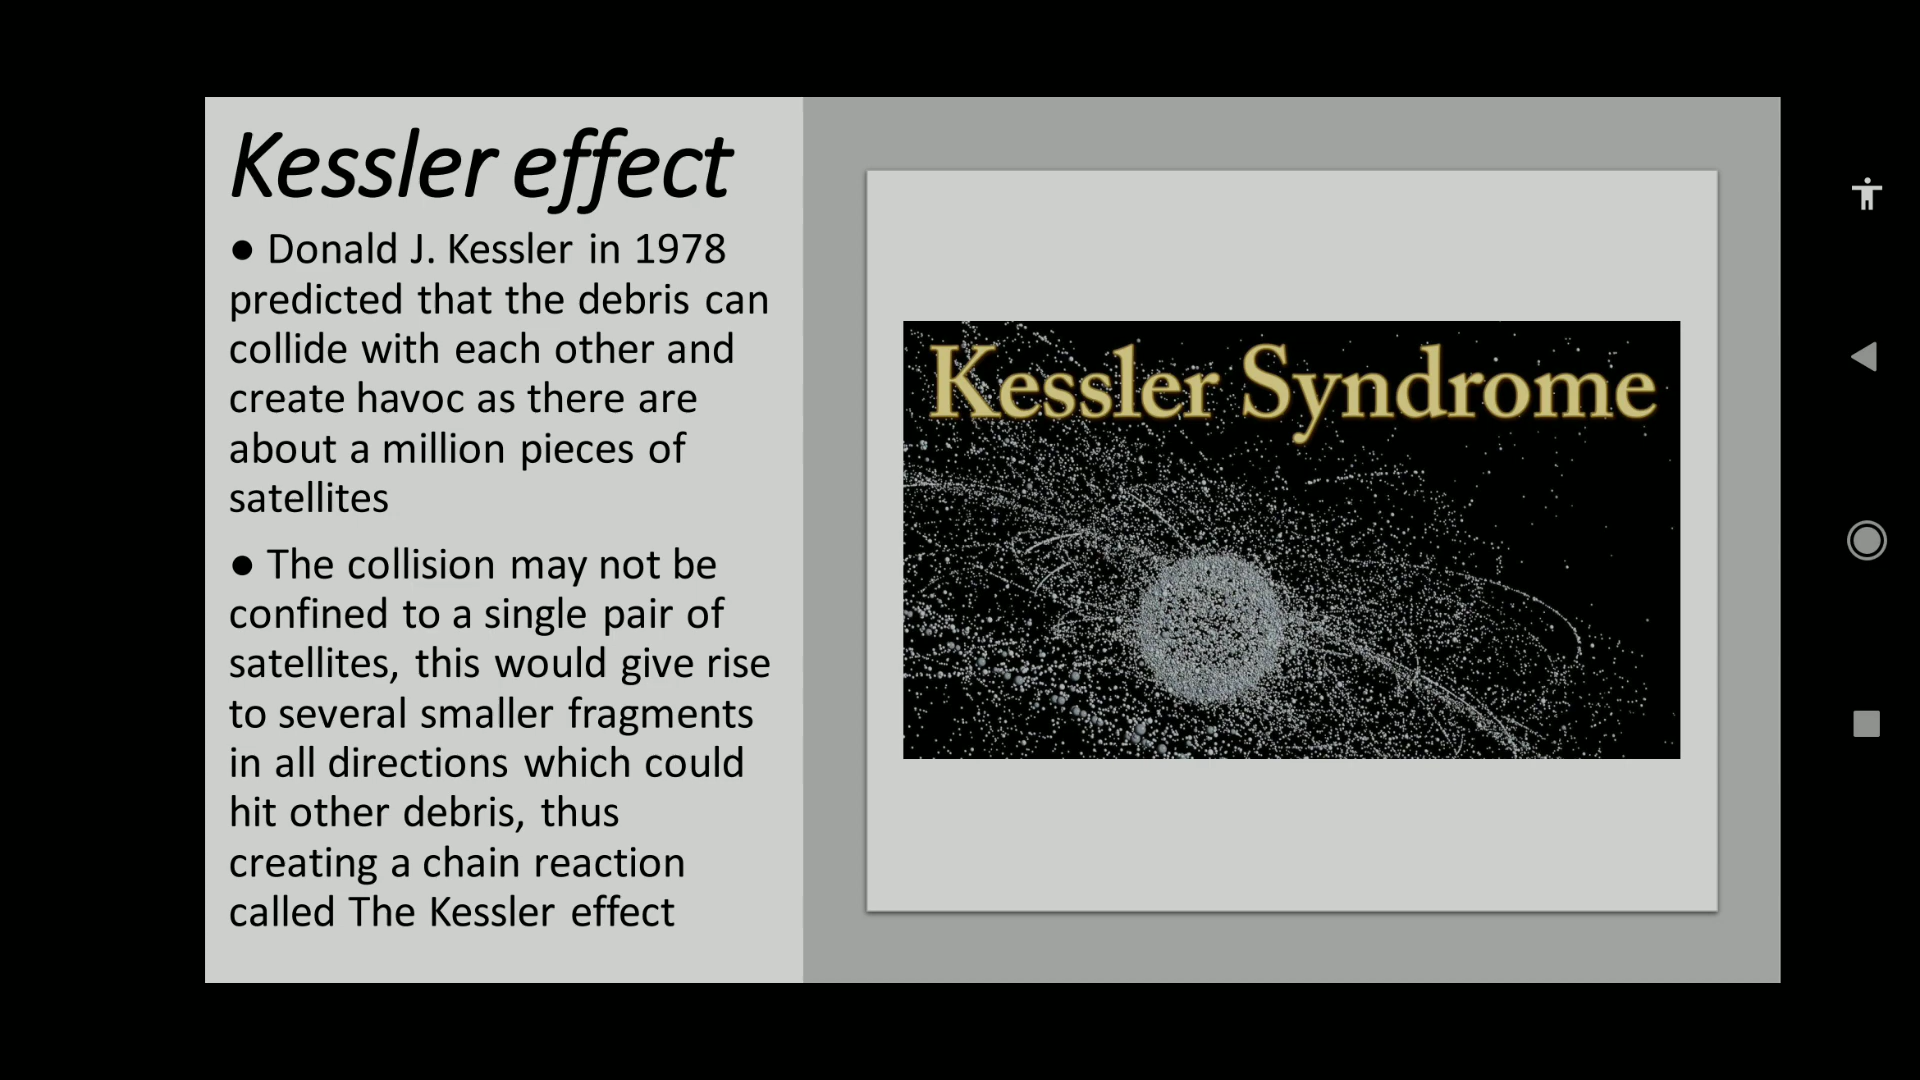 Kessler effect
● Donald J. Kessler in 1978
predicted that the debris can
collide with each other and
create havoc as there are
about a million pieces of
satellites
● The collision may not be
confined to a single pair of
satellites, this would give rise
to several smaller fragments
in all directions which could
hit other debris, thus
creating a chain reaction
called The Kessler effect
Kessler Syndrome